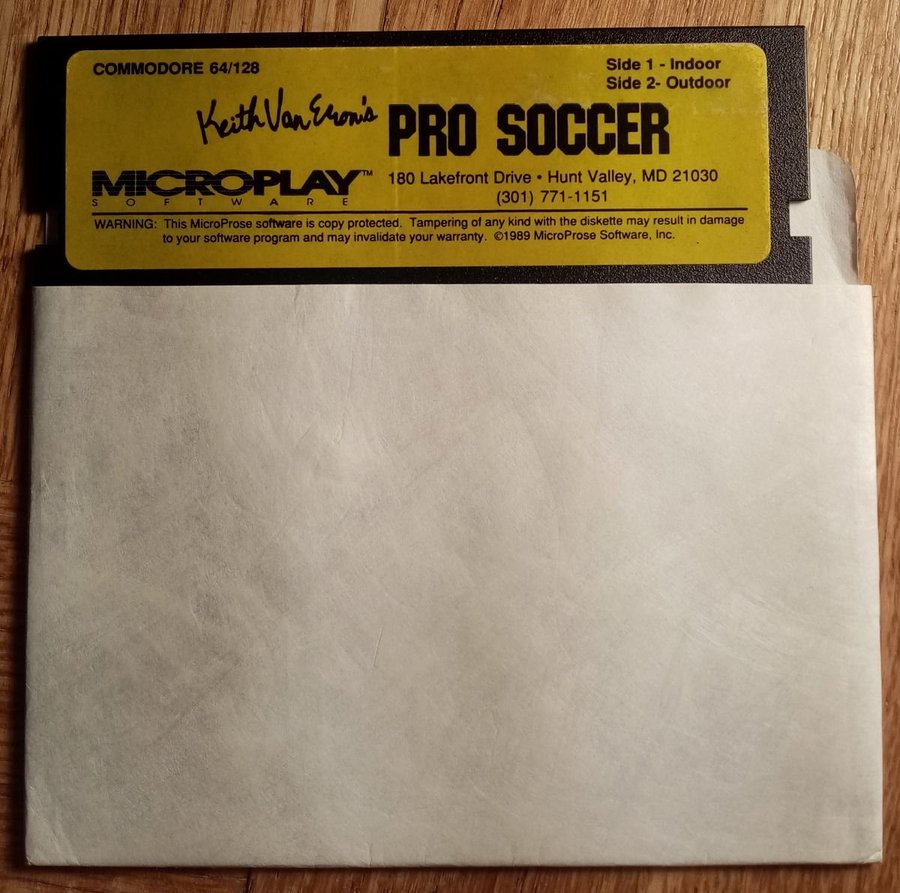 COMMODORE 64/128
Side 1 - Indoor
Side 2- Outdoor
Keith Van Eron's PRO SOCCER
MICROPLAY™
SOFTWARE
180 Lakefront Drive • Hunt Valley, MD 21030
(301) 771-1151
WARNING: This MicroProse software is copy protected. Tampering of any kind with the diskette may result in damage
to your software program and may invalidate your warranty. ©1989 MicroProse Software, Inc.